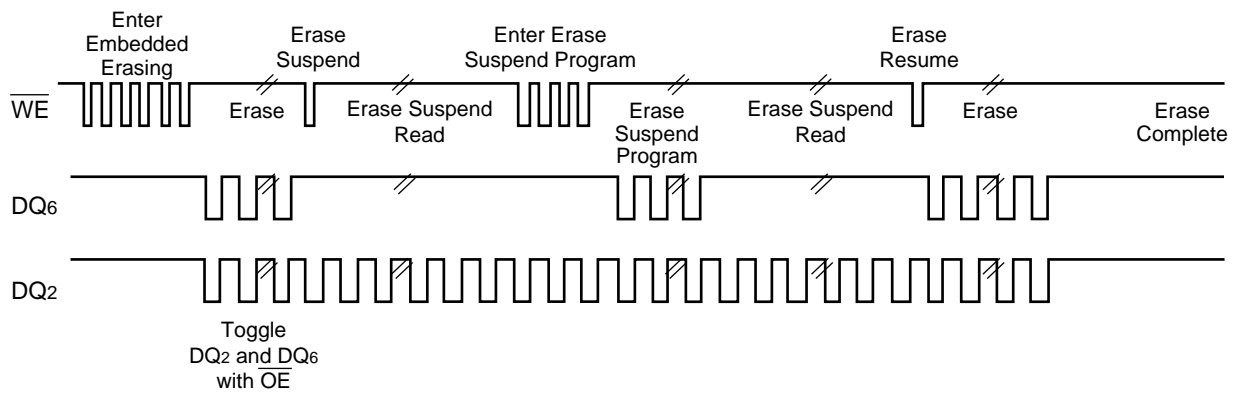 Enter
Embedded
Erasing
Erase
Suspend
Enter Erase
Suspend Program
Erase
Resume
WE
Erase
Erase Suspend
Read
Erase
Suspend
Program
Erase Suspend
Read
Erase
Erase
Complete
DQ6
DQ2
Toggle
DQ2 and DQ6
with OE